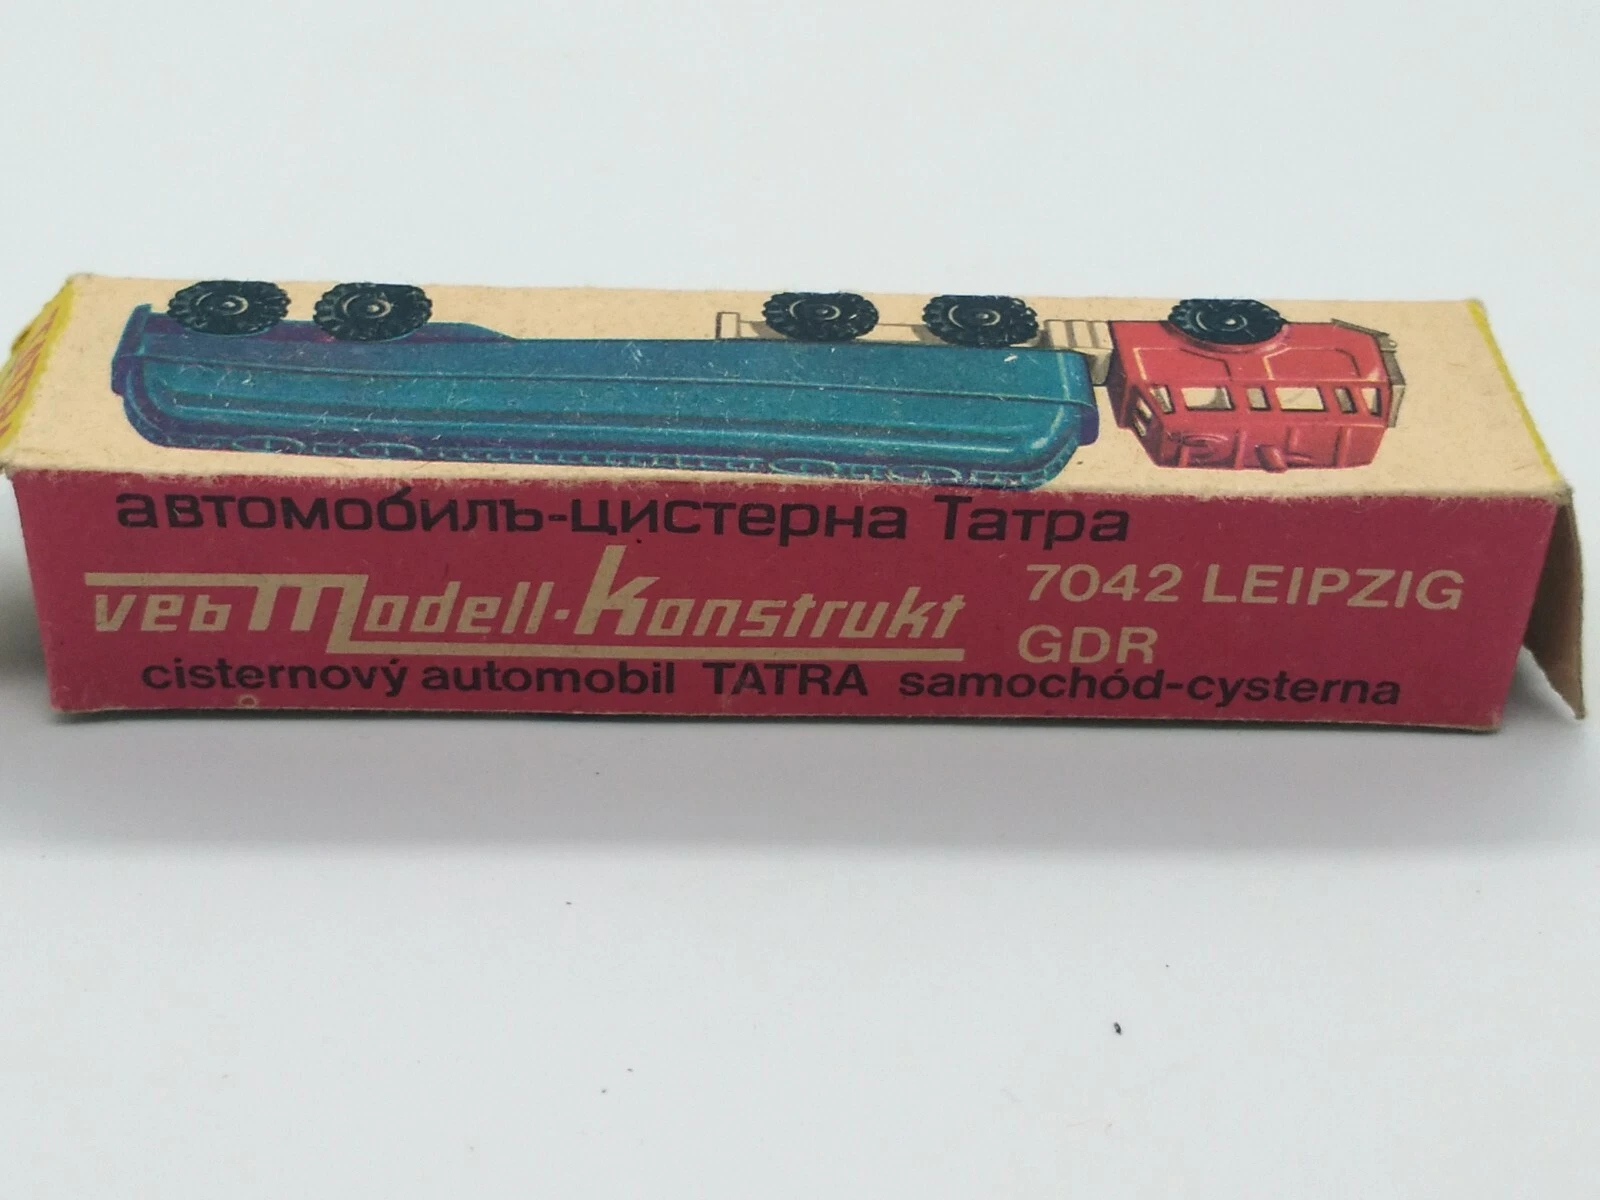 автомобилъ-цистерна Татра
veb Modell-Konstrukt
7042 LEIPZIG
GDR
cisternový automobil TATRA samochód-cysterna